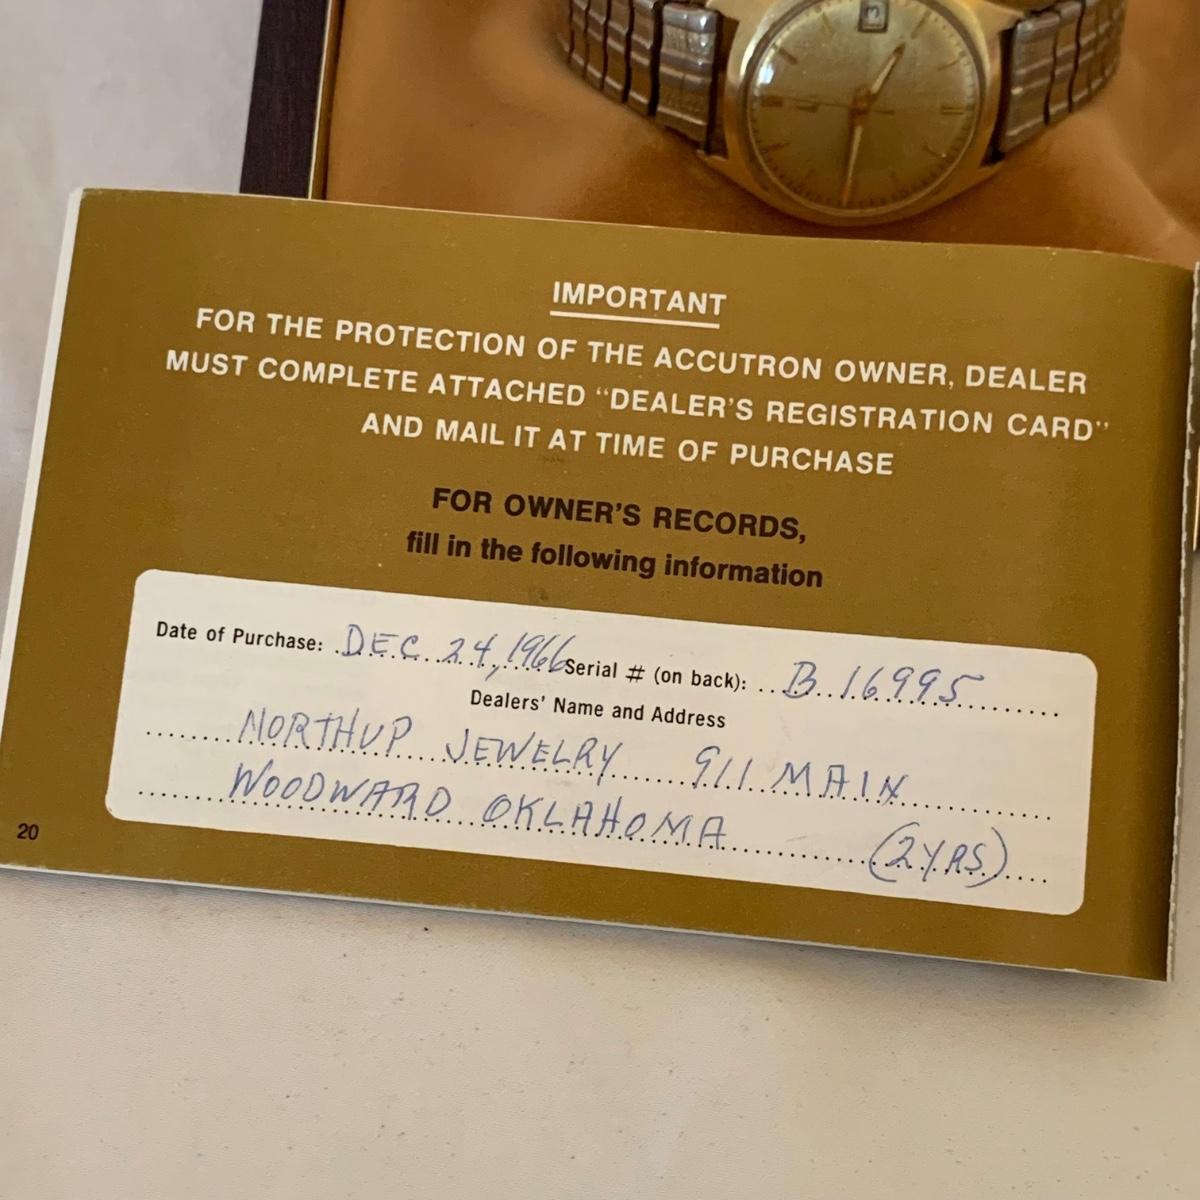 3
IMPORTANT
FOR THE PROTECTION OF THE ACCUTRON OWNER, DEALER
MUST COMPLETE ATTACHED “DEALER’S REGISTRATION CARD”
AND MAIL IT AT TIME OF PURCHASE
FOR OWNER’S RECORDS,
fill in the following information
Date of Purchase: DEC 24, 1966 Serial # (on back): B 16995
Dealers’ Name and Address
NORTHUP JEWELRY 911 MAIN
WOODWARD OKLAHOMA (2YRS)
20